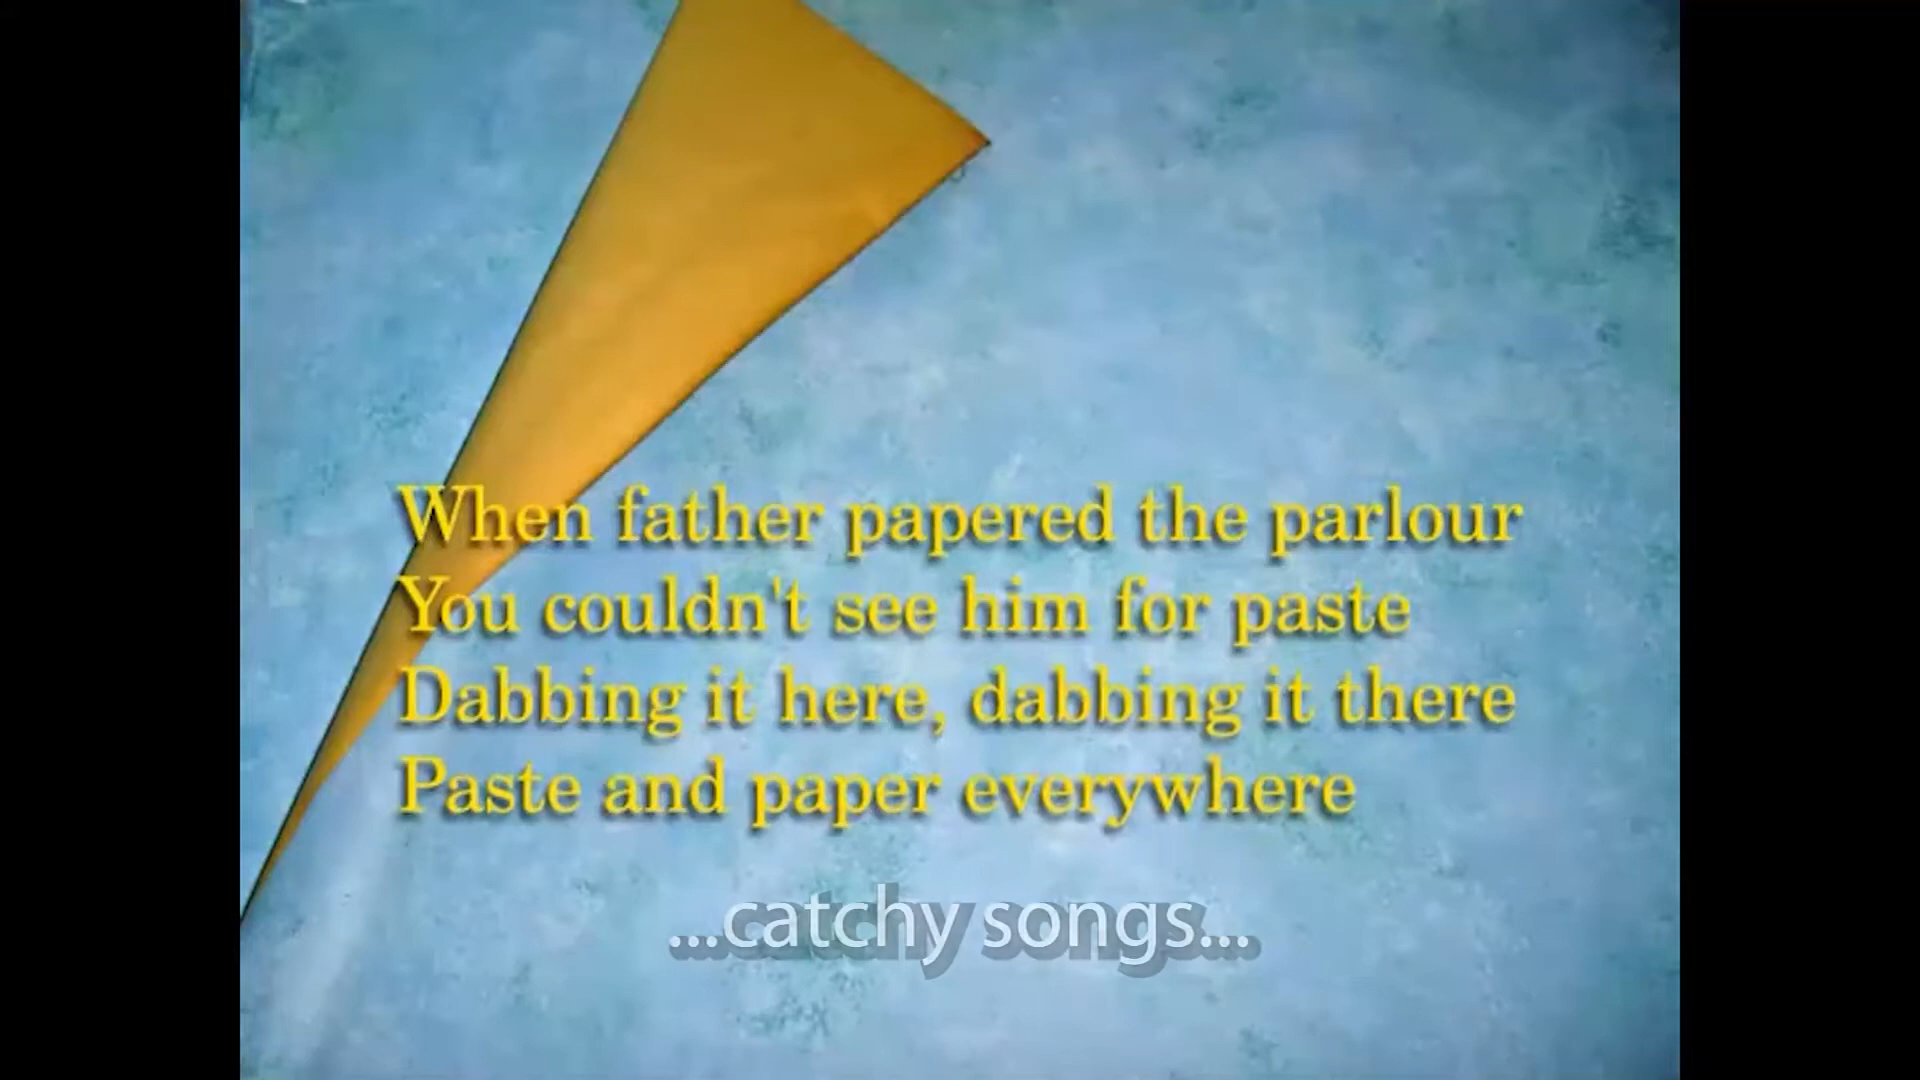 When father papered the parlour
You couldn't see him for paste
Dabbing it here, dabbing it there
Paste and paper everywhere
...catchy songs...